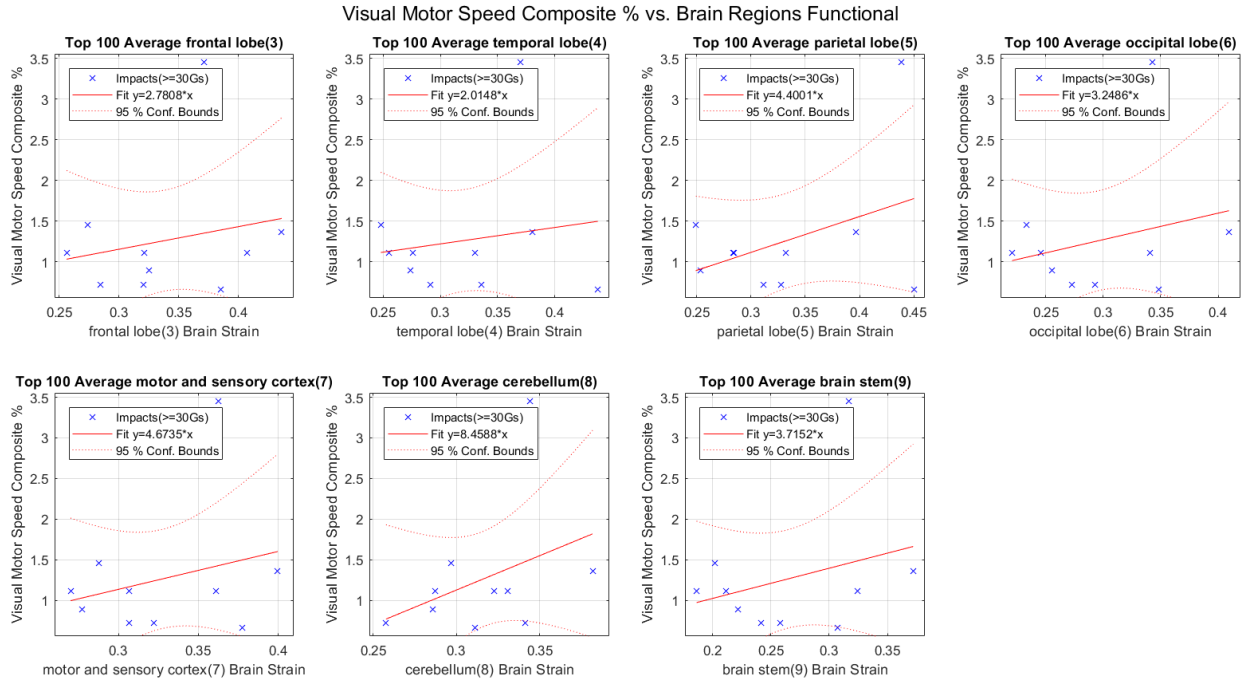 Visual Motor Speed Composite % vs. Brain Regions Functional
Top 100 Average frontal lobe(3)
Visual Motor Speed Composite %
3.5
3
2.5
2
1.5
1
Impacts(>=30Gs)
Fit y=2.7808*x
95 % Conf. Bounds
0.25 0.3 0.35 0.4
frontal lobe(3) Brain Strain
Top 100 Average temporal lobe(4)
Visual Motor Speed Composite %
3.5
3
2.5
2
1.5
1
Impacts(>=30Gs)
Fit y=2.0148*x
95 % Conf. Bounds
0.25 0.3 0.35 0.4
temporal lobe(4) Brain Strain
Top 100 Average parietal lobe(5)
Visual Motor Speed Composite %
3.5
3
2.5
2
1.5
1
Impacts(>=30Gs)
Fit y=4.4001*x
95 % Conf. Bounds
0.25 0.3 0.35 0.4 0.45
parietal lobe(5) Brain Strain
Top 100 Average occipital lobe(6)
Visual Motor Speed Composite %
3.5
3
2.5
2
1.5
1
Impacts(>=30Gs)
Fit y=3.2486*x
95 % Conf. Bounds
0.25 0.3 0.35 0.4
occipital lobe(6) Brain Strain
Top 100 Average motor and sensory cortex(7)
Visual Motor Speed Composite %
3.5
3
2.5
2
1.5
1
Impacts(>=30Gs)
Fit y=4.6735*x
95 % Conf. Bounds
0.3 0.35 0.4
motor and sensory cortex(7) Brain Strain
Top 100 Average cerebellum(8)
Visual Motor Speed Composite %
3.5
3
2.5
2
1.5
1
Impacts(>=30Gs)
Fit y=8.4588*x
95 % Conf. Bounds
0.25 0.3 0.35
cerebellum(8) Brain Strain
Top 100 Average brain stem(9)
Visual Motor Speed Composite %
3.5
3
2.5
2
1.5
1
Impacts(>=30Gs)
Fit y=3.7152*x
95 % Conf. Bounds
0.2 0.25 0.3 0.35
brain stem(9) Brain Strain